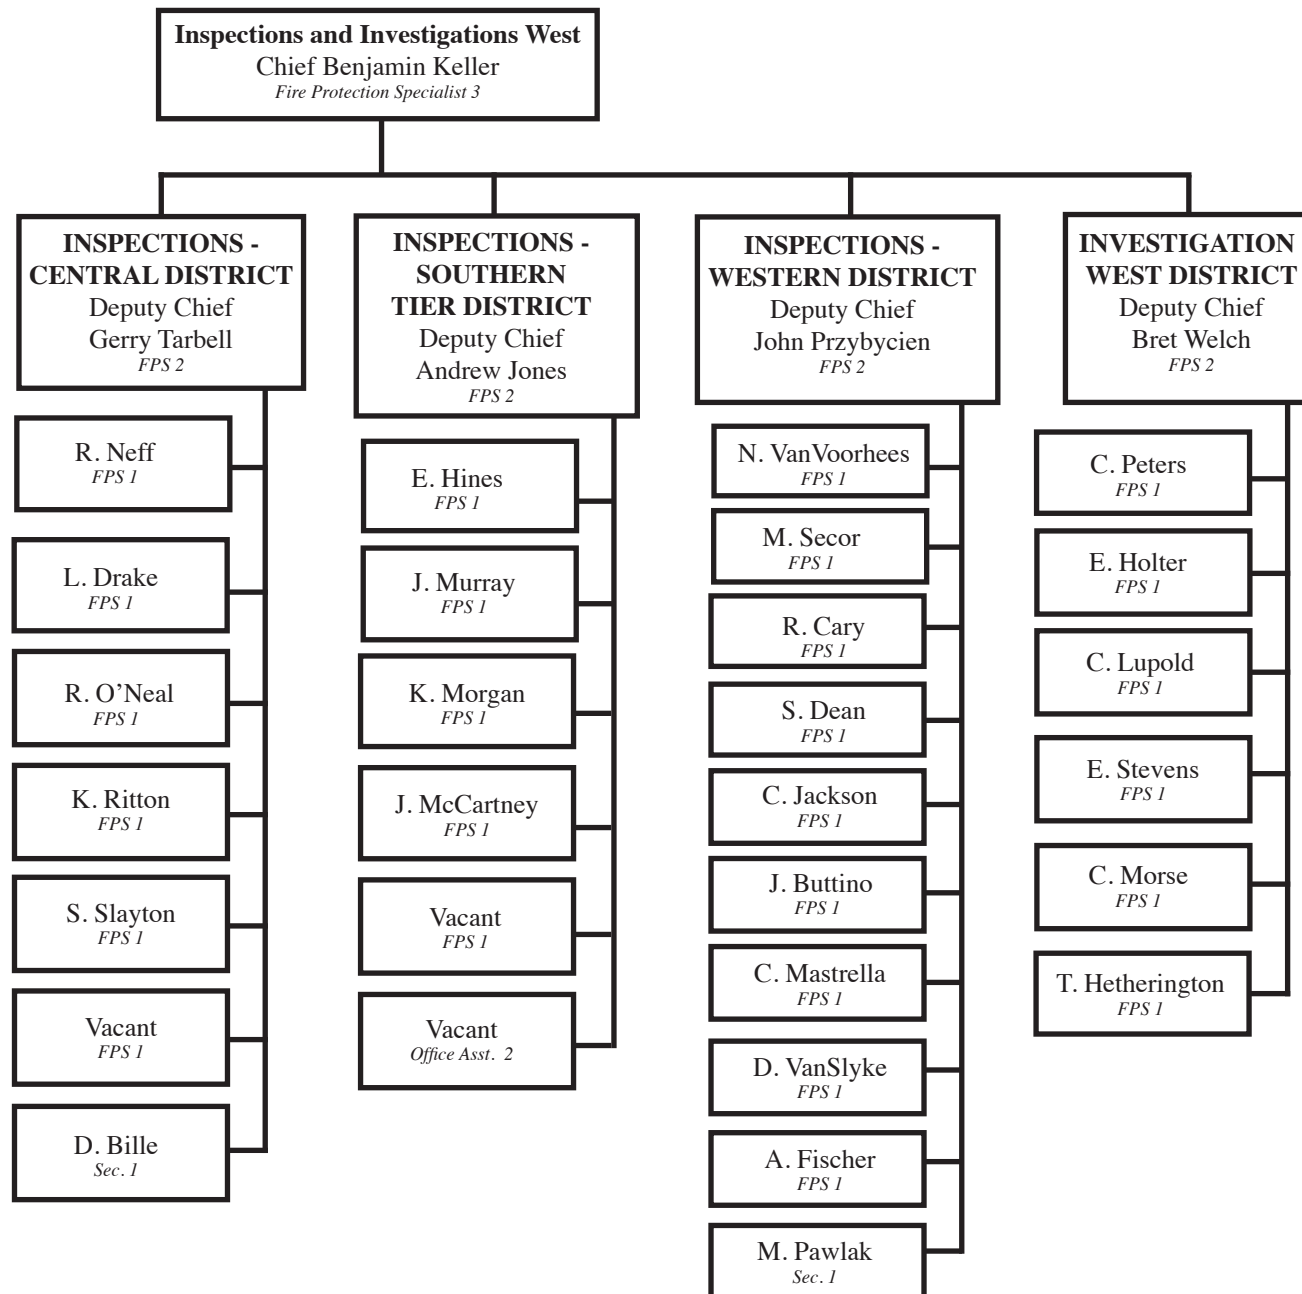 Inspections and Investigations West
Chief Benjamin Keller
Fire Protection Specialist 3
INSPECTIONS -
CENTRAL DISTRICT
Deputy Chief
Gerry Tarbell
FPS 2
R. Neff
FPS 1
L. Drake
FPS 1
R. O’Neal
FPS 1
K. Ritton
FPS 1
S. Slayton
FPS 1
Vacant
FPS 1
D. Bille
Sec. 1
INSPECTIONS -
SOUTHERN
TIER DISTRICT
Deputy Chief
Andrew Jones
FPS 2
E. Hines
FPS 1
J. Murray
FPS 1
K. Morgan
FPS 1
J. McCartney
FPS 1
Vacant
FPS 1
Vacant
Office Asst. 2
INSPECTIONS -
WESTERN DISTRICT
Deputy Chief
John Przybycien
FPS 2
N. VanVoorhees
FPS 1
M. Secor
FPS 1
R. Cary
FPS 1
S. Dean
FPS 1
C. Jackson
FPS 1
J. Buttino
FPS 1
C. Mastrella
FPS 1
D. VanSlyke
FPS 1
A. Fischer
FPS 1
M. Pawlak
Sec. 1
INVESTIGATION
WEST DISTRICT
Deputy Chief
Bret Welch
FPS 2
C. Peters
FPS 1
E. Holter
FPS 1
C. Lupold
FPS 1
E. Stevens
FPS 1
C. Morse
FPS 1
T. Hetherington
FPS 1